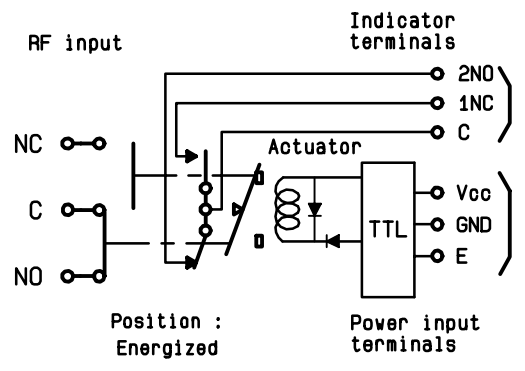 Indicator
terminals
RF input
2NO
1NC
C
Actuator
NC
C
NO
TTL
Vcc
GND
E
Position :
Energized
Power input
terminals